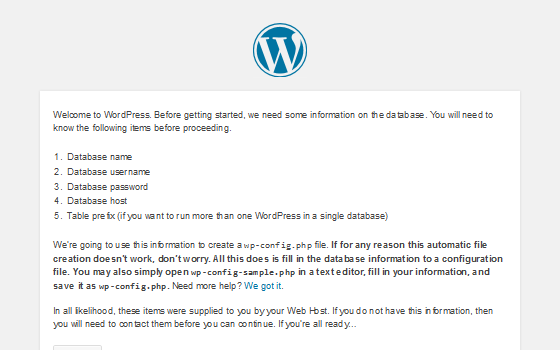 Welcome to WordPress. Before getting started, we need some information on the database. You will need to
know the following items before proceeding.
1. Database name
2. Database username
3. Database password
4. Database host
5. Table prefix (if you want to run more than one WordPress in a single database)
We're going to use this information to create a wp-config.php file. If for any reason this automatic file
creation doesn't work, don't worry. All this does is fill in the database information to a configuration
file. You may also simply open wp-config-sample.php in a text editor, fill in your information, and
save it as wp-config.php. Need more help? We got it.
In all likelihood, these items were supplied to you by your Web Host. If you do not have this information, then
you will need to contact them before you can continue. If you're all ready...